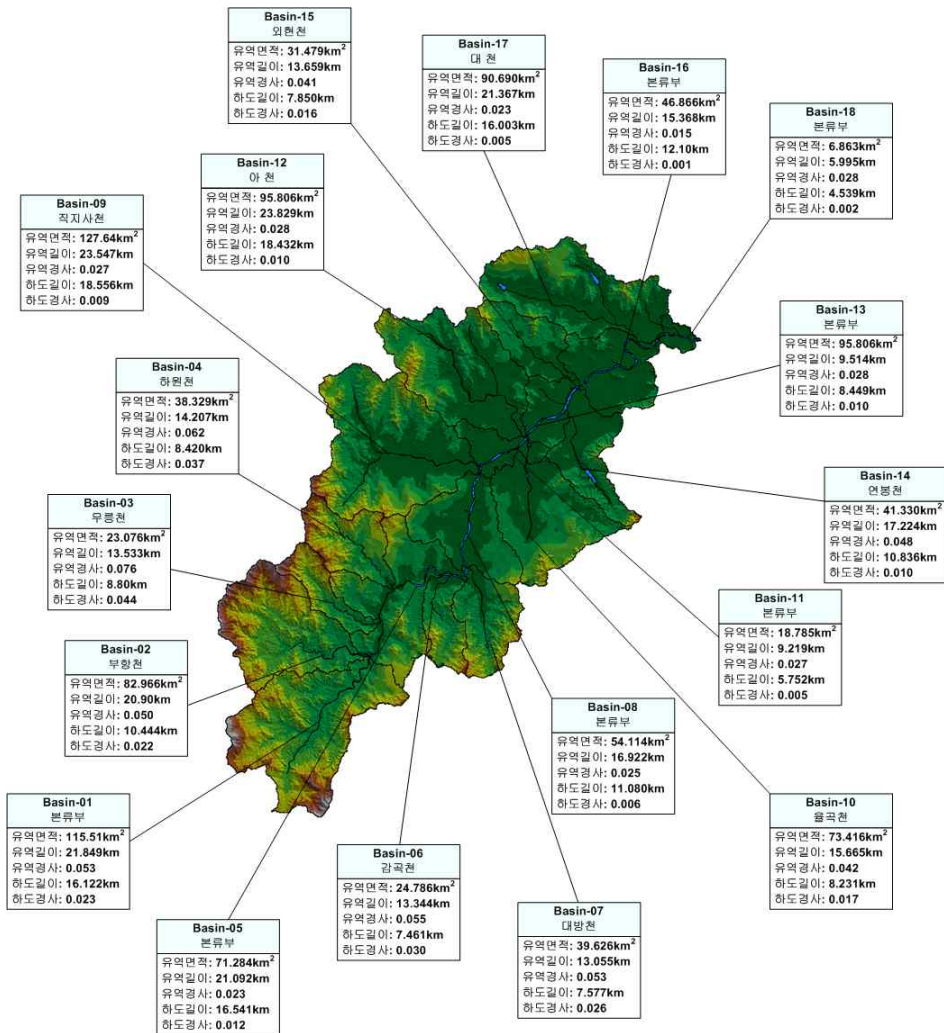 Basin-15
외현천
유역면적: 31.479km²
유역길이: 13.659km
유역경사: 0.041
하도길이: 7.850km
하도경사: 0.016
Basin-17
대 천
유역면적: 90.690km²
유역길이: 21.367km
유역경사: 0.023
하도길이: 16.003km
하도경사: 0.005
Basin-16
본류부
유역면적: 46.866km²
유역길이: 15.368km
유역경사: 0.015
하도길이: 12.10km
하도경사: 0.001
Basin-18
본류부
유역면적: 6.863km²
유역길이: 5.995km
유역경사: 0.028
하도길이: 4.539km
하도경사: 0.002
Basin-12
아 천
유역면적: 95.806km²
유역길이: 23.829km
유역경사: 0.028
하도길이: 18.432km
하도경사: 0.010
Basin-09
직지사천
유역면적: 127.64km²
유역길이: 23.547km
유역경사: 0.027
하도길이: 18.556km
하도경사: 0.009
Basin-13
본류부
유역면적: 95.806km²
유역길이: 9.514km
유역경사: 0.028
하도길이: 8.449km
하도경사: 0.010
Basin-04
하원천
유역면적: 38.329km²
유역길이: 14.207km
유역경사: 0.062
하도길이: 8.420km
하도경사: 0.037
Basin-14
연봉천
유역면적: 41.330km²
유역길이: 17.224km
유역경사: 0.048
하도길이: 10.836km
하도경사: 0.010
Basin-03
무릉천
유역면적: 23.076km²
유역길이: 13.533km
유역경사: 0.076
하도길이: 8.80km
하도경사: 0.044
Basin-11
본류부
유역면적: 18.785km²
유역길이: 9.219km
유역경사: 0.027
하도길이: 5.752km
하도경사: 0.005
Basin-02
부항천
유역면적: 82.966km²
유역길이: 20.90km
유역경사: 0.050
하도길이: 10.444km
하도경사: 0.022
Basin-08
본류부
유역면적: 54.114km²
유역길이: 16.922km
유역경사: 0.025
하도길이: 11.080km
하도경사: 0.006
Basin-01
본류부
유역면적: 115.51km²
유역길이: 21.849km
유역경사: 0.053
하도길이: 16.122km
하도경사: 0.023
Basin-10
율곡천
유역면적: 73.416km²
유역길이: 15.665km
유역경사: 0.042
하도길이: 8.231km
하도경사: 0.017
Basin-06
감곡천
유역면적: 24.786km²
유역길이: 13.344km
유역경사: 0.055
하도길이: 7.461km
하도경사: 0.030
Basin-07
대방천
유역면적: 39.626km²
유역길이: 13.055km
유역경사: 0.053
하도길이: 7.577km
하도경사: 0.026
Basin-05
본류부
유역면적: 71.284km²
유역길이: 21.092km
유역경사: 0.023
하도길이: 16.541km
하도경사: 0.012